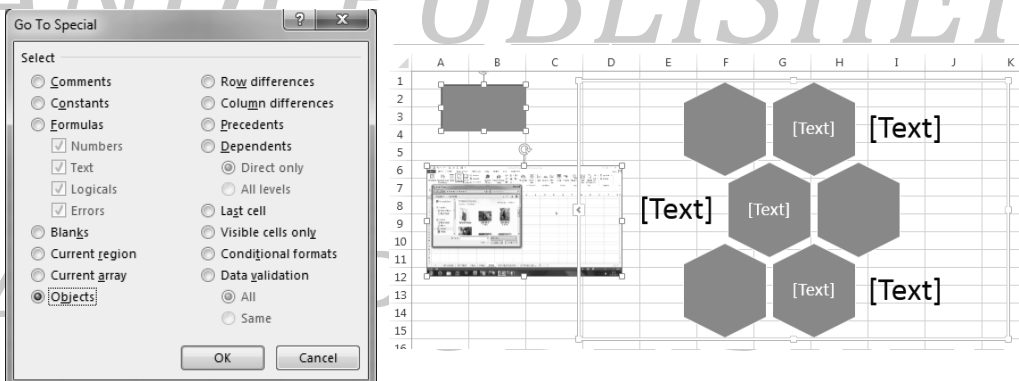 PUBLISHE
Go To Special
Select
Comments
Constants
Formulas
Numbers
Text
Logicals
Errors
Blanks
Current region
Current array
Objects
Row differences
Column differences
Precedents
Dependents
Direct only
All levels
Last cell
Visible cells only
Conditional formats
Data validation
All
Same
OK Cancel
A B C D E F G H I J K
1
2
3
4
5
6
7
8
9
10
11
12
13
14
15
16
[Text] [Text]
[Text] [Text]
[Text] [Text]